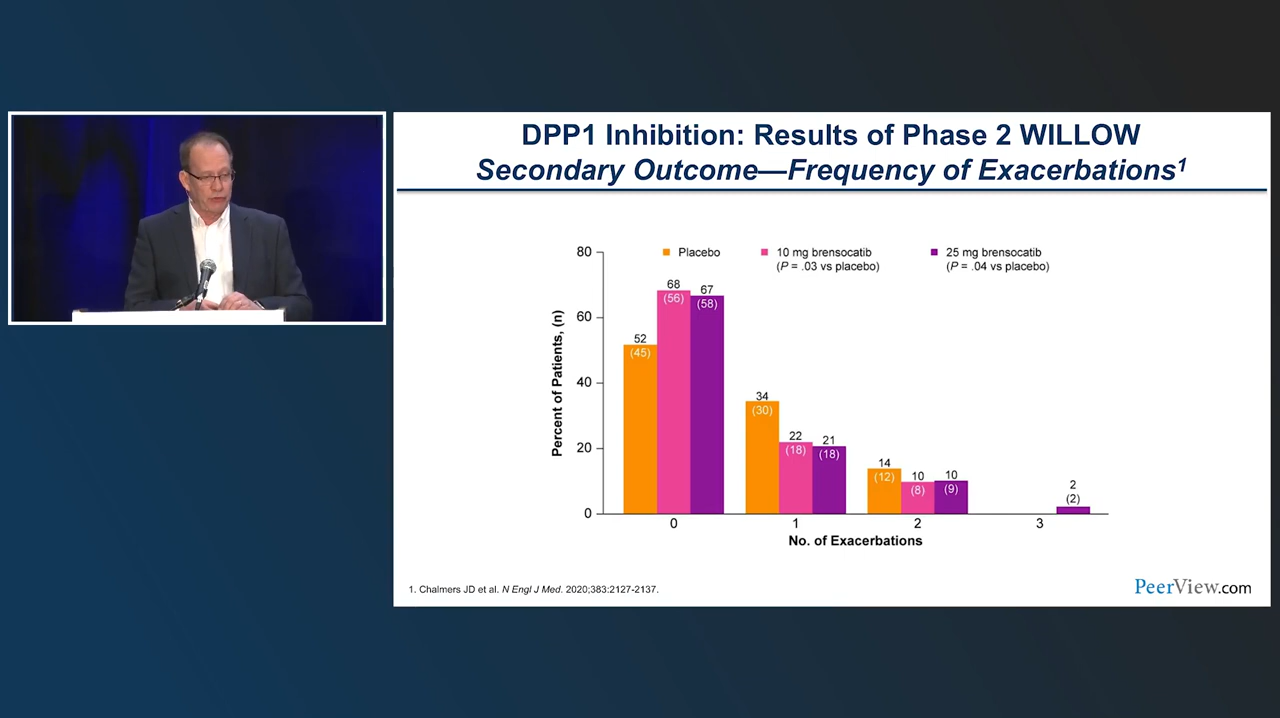 DPP1 Inhibition: Results of Phase 2 WILLOW
Secondary Outcome—Frequency of Exacerbations1
Placebo
10 mg brensocatib
(P = .03 vs placebo)
25 mg brensocatib
(P = .04 vs placebo)
Percent of Patients, (n)
80
60
40
20
0
52
(45)
68
(56)
67
(58)
34
(30)
22
(18)
21
(18)
14
(12)
10
(8)
10
(9)
2
(2)
0
1
2
3
No. of Exacerbations
1. Chalmers JD et al. N Engl J Med. 2020;383:2127-2137.
PeerView.com